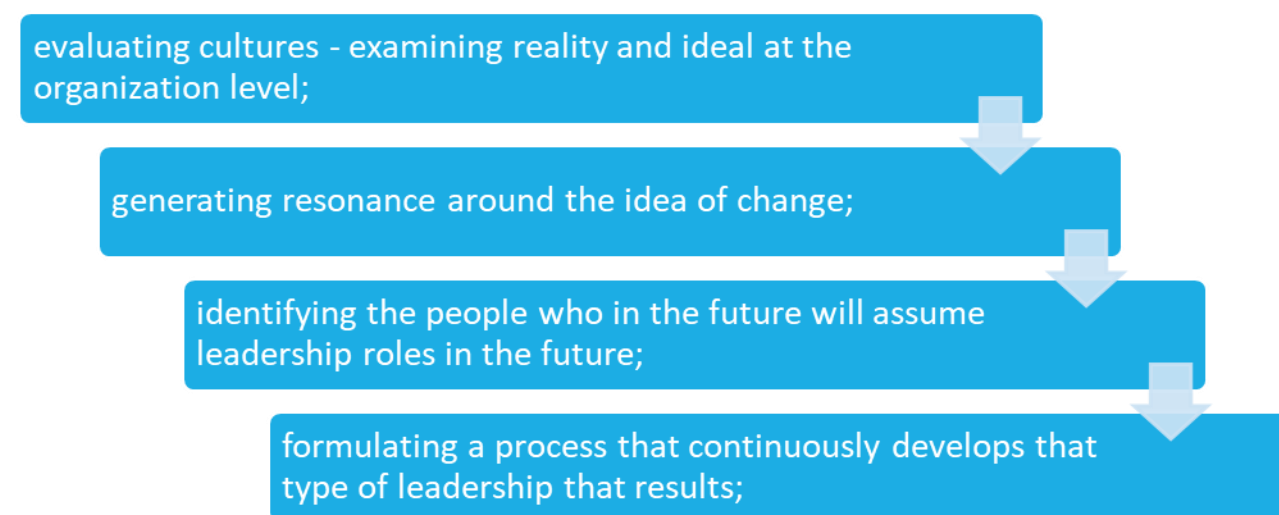 evaluating cultures - examining reality and ideal at the
organization level;
generating resonance around the idea of change;
identifying the people who in the future will assume
leadership roles in the future;
formulating a process that continuously develops that
type of leadership that results;